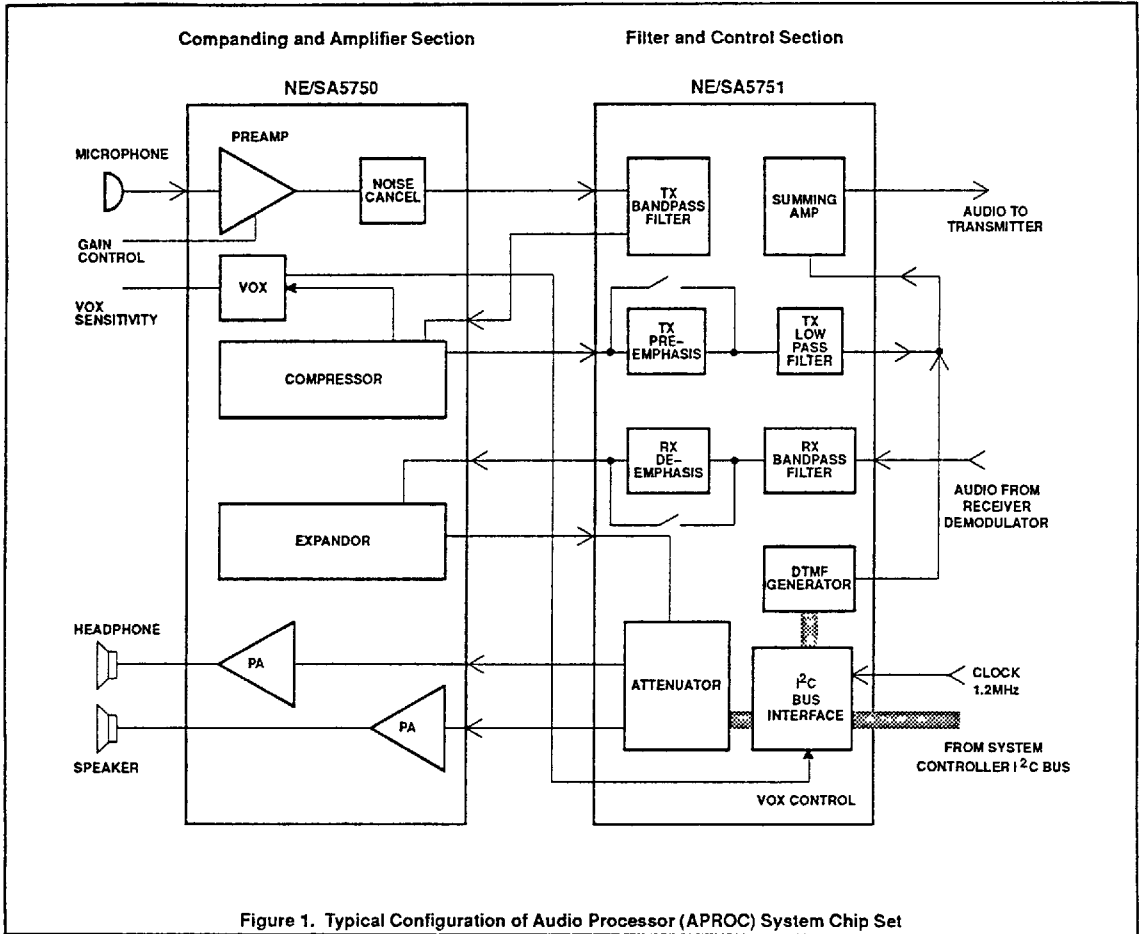 Companding and Amplifier Section
Filter and Control Section
NE/SA5750
NE/SA5751
PREAMP
MICROPHONE
NOISE
CANCEL
TX
BANDPASS
FILTER
SUMMING
AMP
AUDIO TO
TRANSMITTER
GAIN
CONTROL
VOX
VOX
SENSITIVITY
COMPRESSOR
TX
PRE-
EMPHASIS
TX
LOW
PASS
FILTER
RX
DE-
EMPHASIS
RX
BANDPASS
FILTER
AUDIO FROM
RECEIVER
DEMODULATOR
EXPANDOR
DTMF
GENERATOR
HEADPHONE
PA
ATTENUATOR
I²C
BUS
INTERFACE
CLOCK
1.2MHz
PA
SPEAKER
FROM SYSTEM
CONTROLLER I²C BUS
VOX CONTROL
Figure 1. Typical Configuration of Audio Processor (APROC) System Chip Set